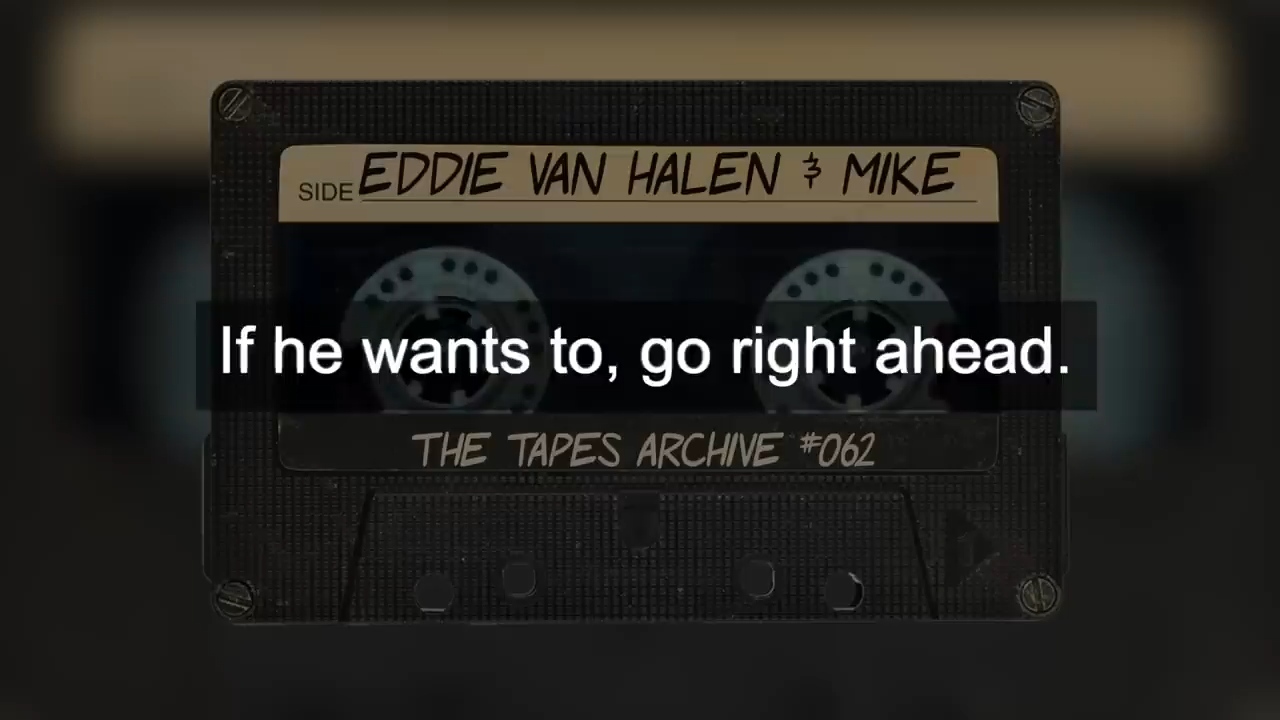 SIDE EDDIE VAN HALEN & MIKE
If he wants to, go right ahead.
THE TAPES ARCHIVE #062